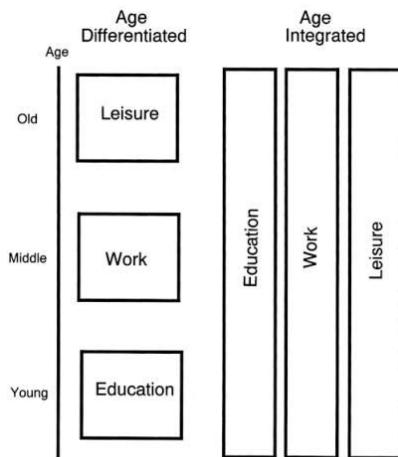 Age
Differentiated
Age
Integrated
Age
Old
Leisure
Middle
Work
Young
Education
Education
Work
Leisure